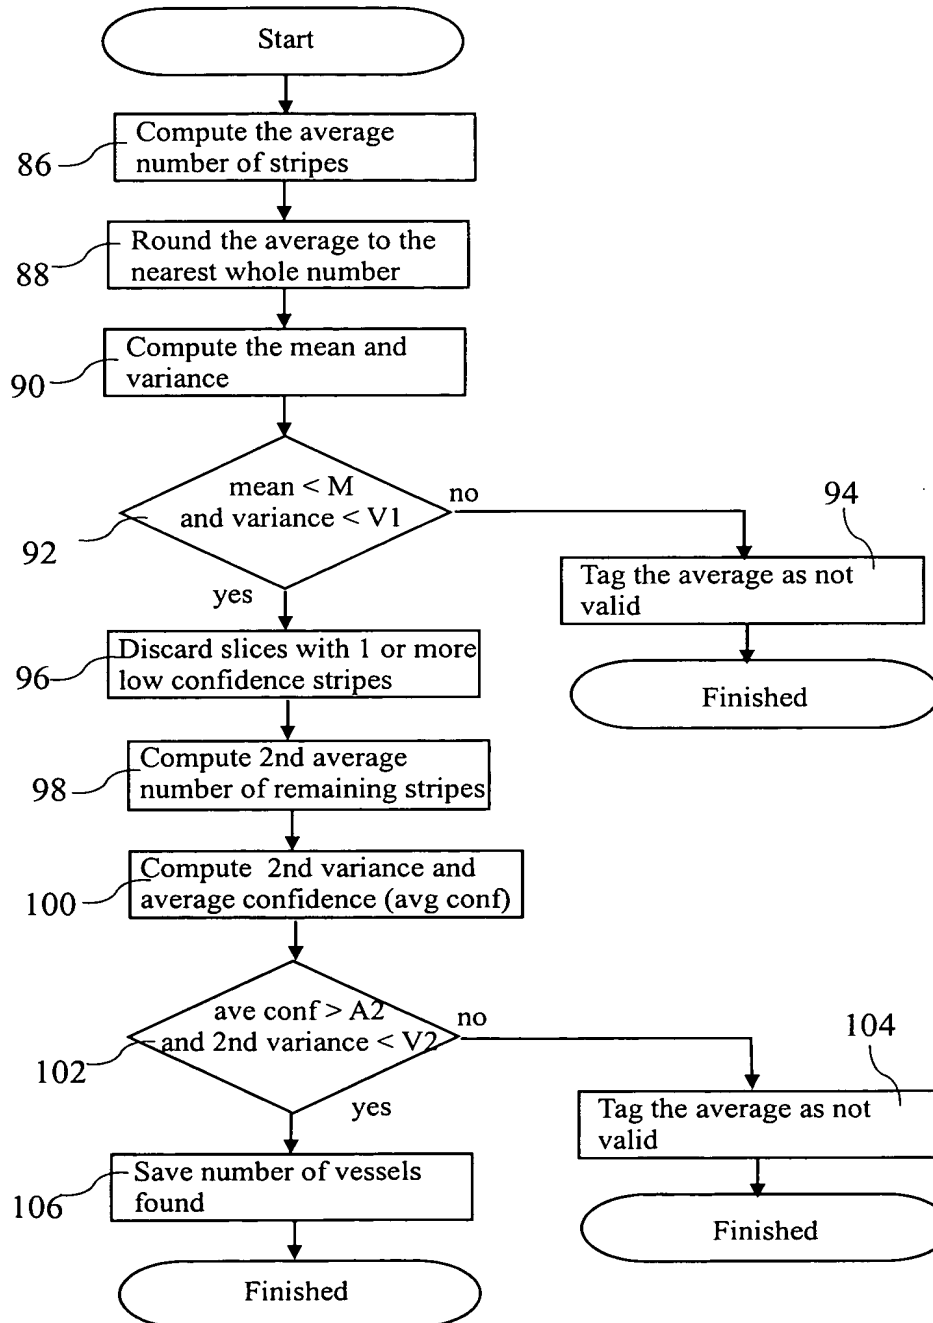 Start
Compute the average
number of stripes
86
Round the average to the
nearest whole number
88
Compute the mean and
variance
90
mean < M
and variance < V1
92
no
94
Tag the average as not
valid
Finished
yes
Discard slices with 1 or more
low confidence stripes
96
Compute 2nd average
number of remaining stripes
98
Compute 2nd variance and
average confidence (avg conf)
100
ave conf > A2
and 2nd variance < V2
102
no
104
Tag the average as not
valid
Finished
yes
Save number of vessels
found
106
Finished